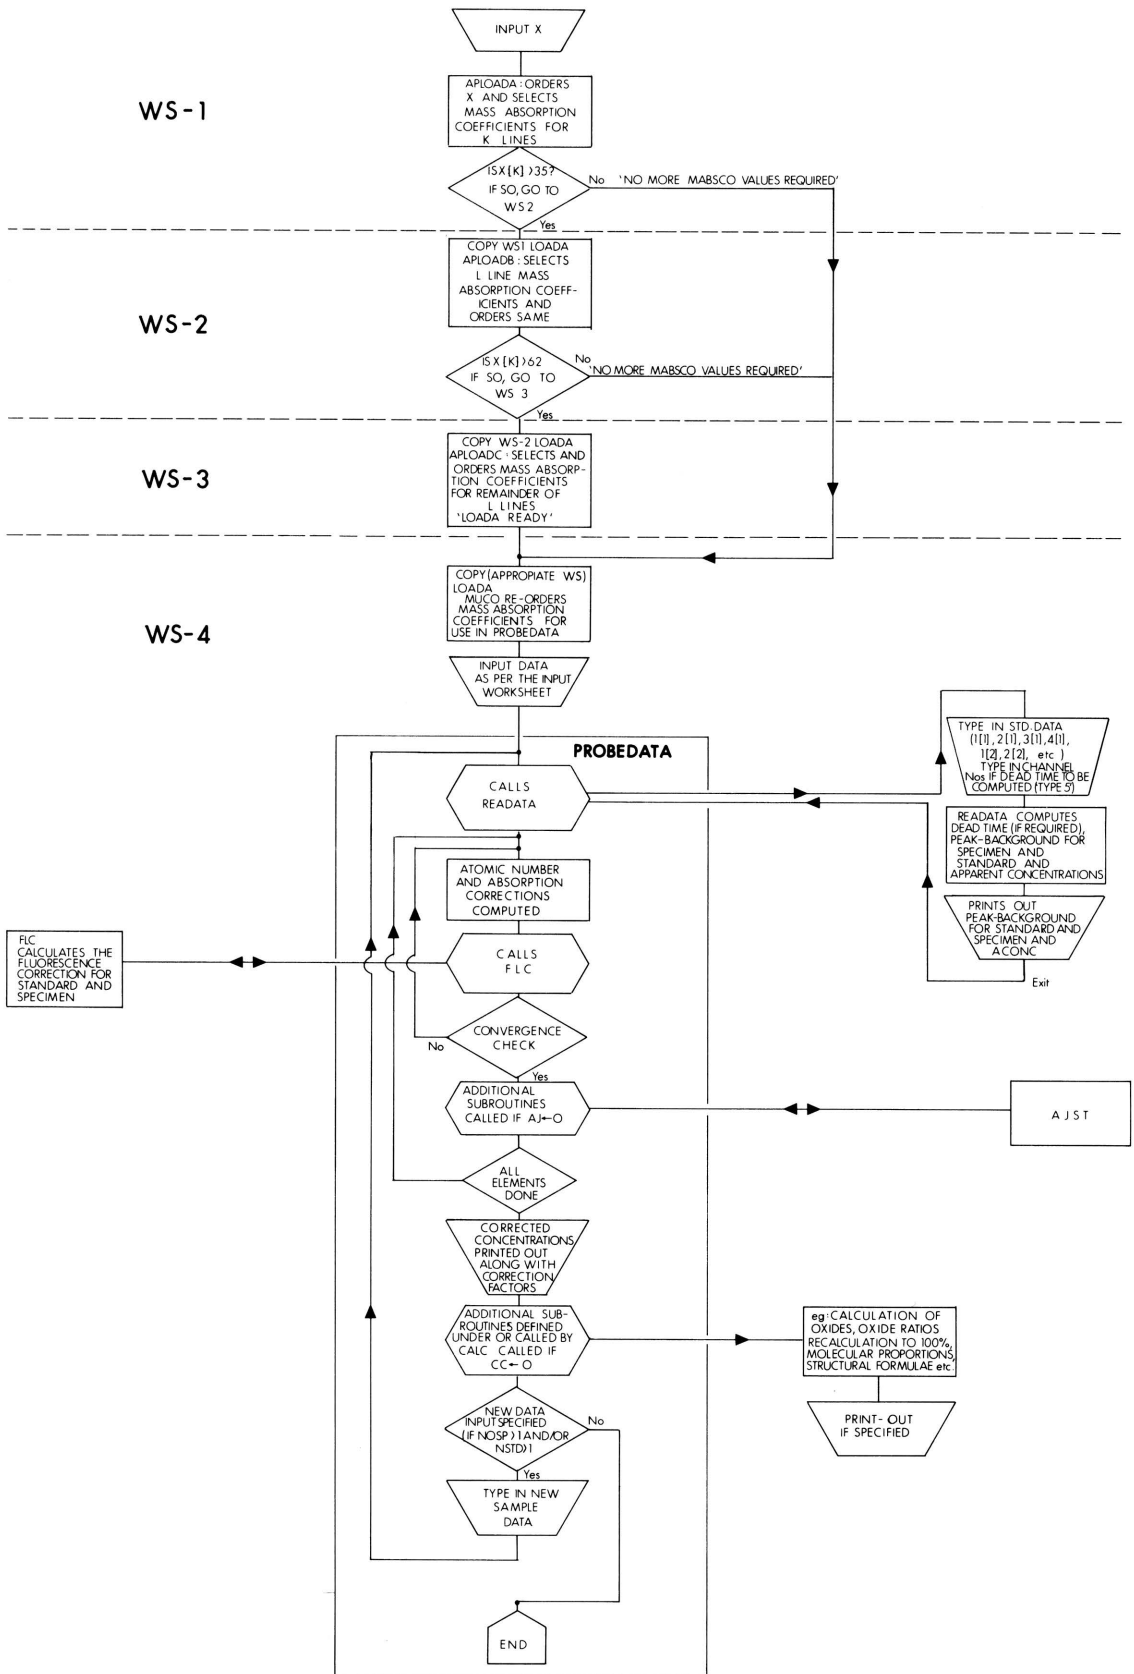 INPUT X
WS-1
APLOADA : ORDERS
X AND SELECTS
MASS ABSORPTION
COEFFICIENTS FOR
K LINES
IS X [K] >35?
IF SO, GO TO
WS 2
No 'NO MORE MABSCO VALUES REQUIRED'
Yes
WS-2
COPY WS1 LOADA
APLOADB : SELECTS
L LINE MASS
ABSORPTION COEFF-
ICIENTS AND
ORDERS SAME
IS X [K] >62
IF SO, GO TO
WS 3
No
'NO MORE MABSCO VALUES REQUIRED'
Yes
WS-3
COPY WS-2 LOADA
APLOADC : SELECTS AND
ORDERS MASS ABSORP-
TION COEFFICIENTS
FOR REMAINDER OF
L LINES
'LOADA READY'
WS-4
COPY (APPROPIATE WS)
LOADA
MUCO RE-ORDERS
MASS ABSORPTION
COEFFICIENTS FOR
USE IN PROBEDATA
INPUT DATA
AS PER THE INPUT
WORKSHEET
PROBEDATA
CALLS
READATA
TYPE IN STD. DATA
(1[1], 2[1], 3[1], 4[1],
1[2], 2[2], etc )
TYPE IN CHANNEL
Nos IF DEAD TIME TO BE
COMPUTED (TYPE 5')
READATA COMPUTES
DEAD TIME (IF REQUIRED),
PEAK-BACKGROUND FOR
SPECIMEN AND
STANDARD AND
APPARENT CONCENTRATIONS
PRINTS OUT
PEAK-BACKGROUND
FOR STANDARD AND
SPECIMEN AND
ACONC
Exit
ATOMIC NUMBER
AND ABSORPTION
CORRECTIONS
COMPUTED
CALLS
FLC
FLC
CALCULATES THE
FLUORESCENCE
CORRECTION FOR
STANDARD AND
SPECIMEN
CONVERGENCE
CHECK
No
Yes
ADDITIONAL
SUBROUTINES
CALLED IF AJ←O
AJST
ALL
ELEMENTS
DONE
CORRECTED
CONCENTRATIONS
PRINTED OUT
ALONG WITH
CORRECTION
FACTORS
ADDITIONAL SUB-
ROUTINES DEFINED
UNDER OR CALLED BY
CALC CALLED IF
CC←O
eg: CALCULATION OF
OXIDES, OXIDE RATIOS
RECALCULATION TO 100%,
MOLECULAR PROPORTIONS,
STRUCTURAL FORMULAE etc.
PRINT-OUT
IF SPECIFIED
NEW DATA
INPUT SPECIFIED
(IF NOSP >1 AND/OR
NSTD>1
No
Yes
TYPE IN NEW
SAMPLE
DATA
END